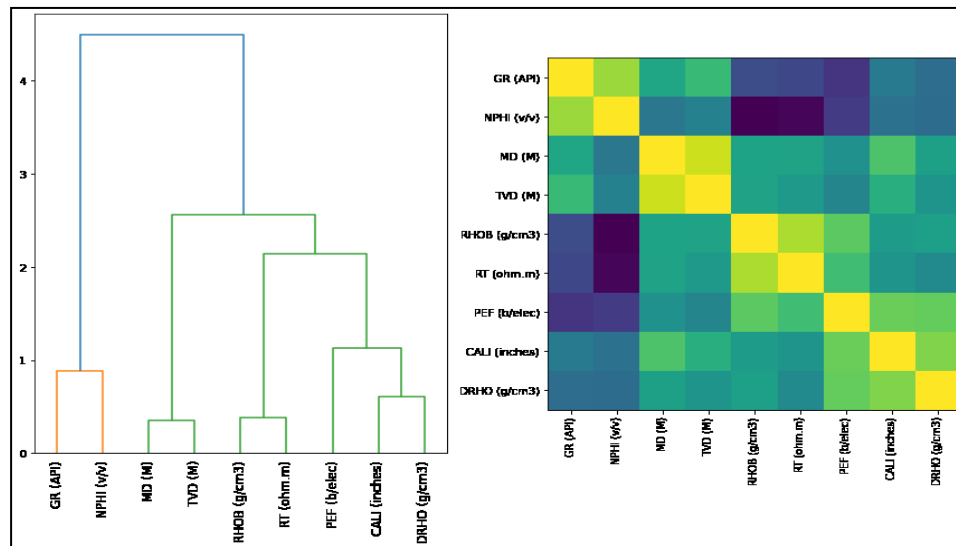 4
3
2
1
0
GR (API)
NPHI (v/v)
MD (M)
TVD (M)
RHOB (g/cm3)
RT (ohm.m)
PEF (b/elec)
CALI (inches)
DRHO (g/cm3)
GR (API)
NPHI (v/v)
MD (M)
TVD (M)
RHOB (g/cm3)
RT (ohm.m)
PEF (b/elec)
CALI (inches)
DRHO (g/cm3)
GR (API)
NPHI (v/v)
MD (M)
TVD (M)
RHOB (g/cm3)
RT (ohm.m)
PEF (b/elec)
CALI (inches)
DRHO (g/cm3)